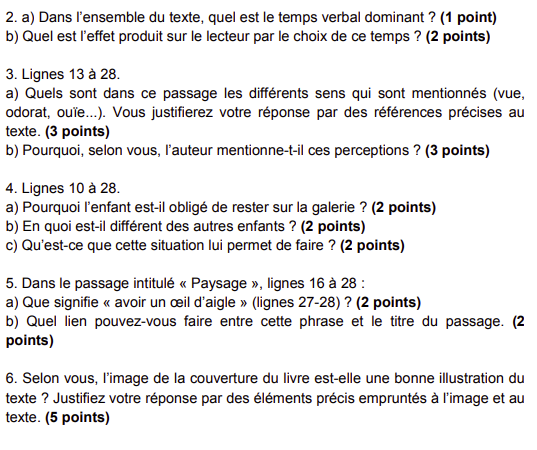 2. a) Dans l'ensemble du texte, quel est le temps verbal dominant ? (1 point)
b) Quel est l'effet produit sur le lecteur par le choix de ce temps ? (2 points)
3. Lignes 13 à 28.
a) Quels sont dans ce passage les différents sens qui sont mentionnés (vue,
odorat, ouïe...). Vous justifierez votre réponse par des références précises au
texte. (3 points)
b) Pourquoi, selon vous, l'auteur mentionne-t-il ces perceptions ? (3 points)
4. Lignes 10 à 28.
a) Pourquoi l'enfant est-il obligé de rester sur la galerie ? (2 points)
b) En quoi est-il différent des autres enfants ? (2 points)
c) Qu'est-ce que cette situation lui permet de faire ? (2 points)
5. Dans le passage intitulé « Paysage », lignes 16 à 28 :
a) Que signifie « avoir un œil d'aigle » (lignes 27-28) ? (2 points)
b) Quel lien pouvez-vous faire entre cette phrase et le titre du passage. (2
points)
6. Selon vous, l'image de la couverture du livre est-elle une bonne illustration du
texte ? Justifiez votre réponse par des éléments précis empruntés à l'image et au
texte. (5 points)